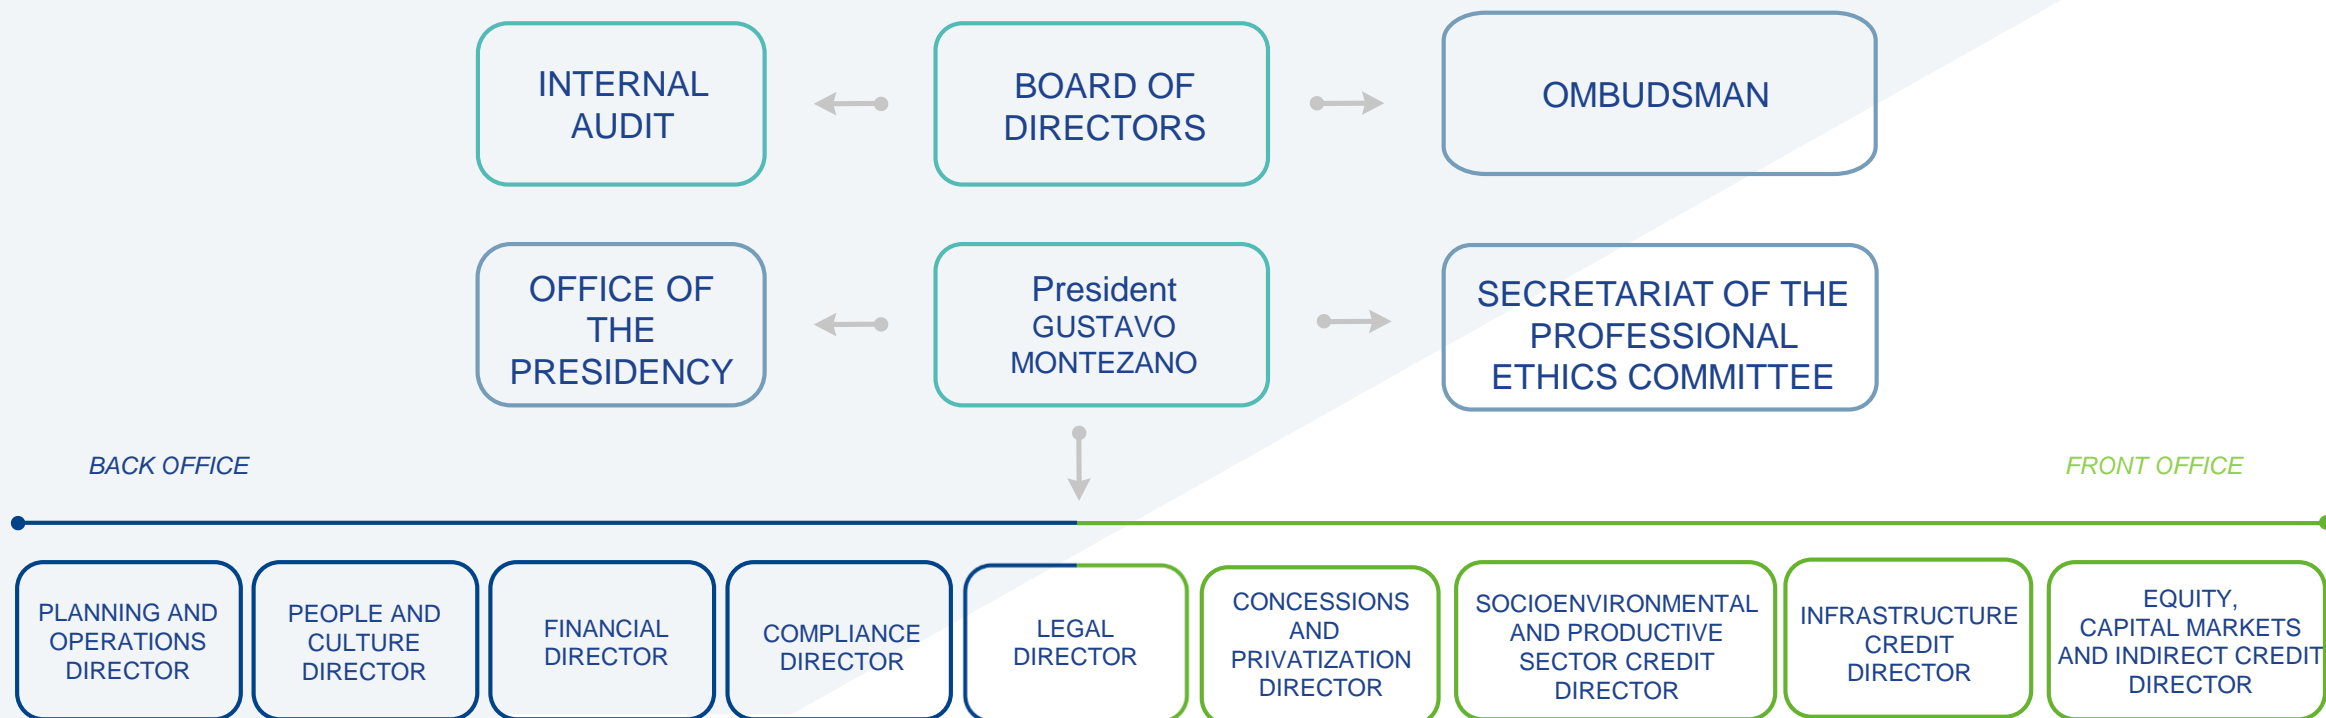 INTERNAL
AUDIT
BOARD OF
DIRECTORS
OMBUDSMAN
OFFICE OF
THE
PRESIDENCY
President
GUSTAVO
MONTEZANO
SECRETARIAT OF THE
PROFESSIONAL
ETHICS COMMITTEE
BACK OFFICE
FRONT OFFICE
PLANNING AND
OPERATIONS
DIRECTOR
PEOPLE AND
CULTURE
DIRECTOR
FINANCIAL
DIRECTOR
COMPLIANCE
DIRECTOR
LEGAL
DIRECTOR
CONCESSIONS
AND
PRIVATIZATION
DIRECTOR
SOCIOENVIRONMENTAL
AND PRODUCTIVE
SECTOR CREDIT
DIRECTOR
INFRASTRUCTURE
CREDIT
DIRECTOR
EQUITY,
CAPITAL MARKETS
AND INDIRECT CREDIT
DIRECTOR